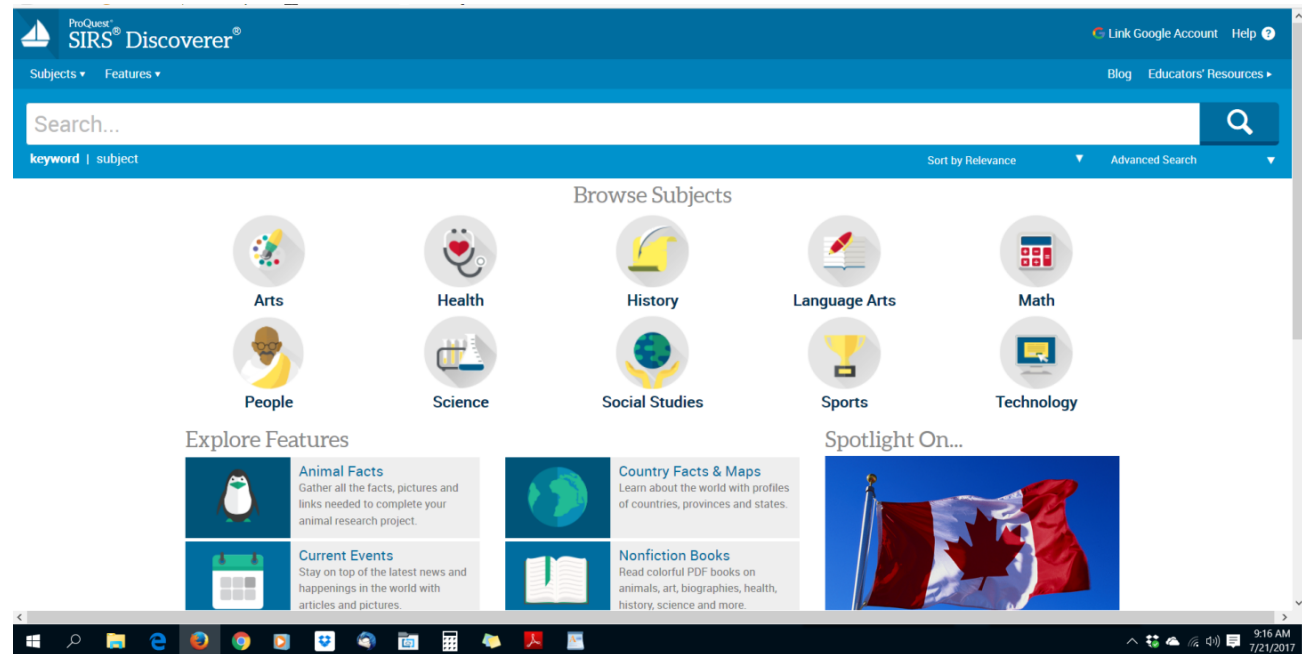 ProQuest®
SIRS® Discoverer®
Link Google Account Help ?
Subjects ▾ Features ▾
Blog Educators' Resources ▸
Search...
keyword | subject
Sort by Relevance ▼ Advanced Search ▼
Browse Subjects
Arts Health History Language Arts Math
People Science Social Studies Sports Technology
Explore Features
Animal Facts
Gather all the facts, pictures and
links needed to complete your
animal research project.
Country Facts & Maps
Learn about the world with profiles
of countries, provinces and states.
Current Events
Stay on top of the latest news and
happenings in the world with
articles and pictures.
Nonfiction Books
Read colorful PDF books on
animals, art, biographies, health,
history, science and more.
Spotlight On...
9:16 AM
7/21/2017